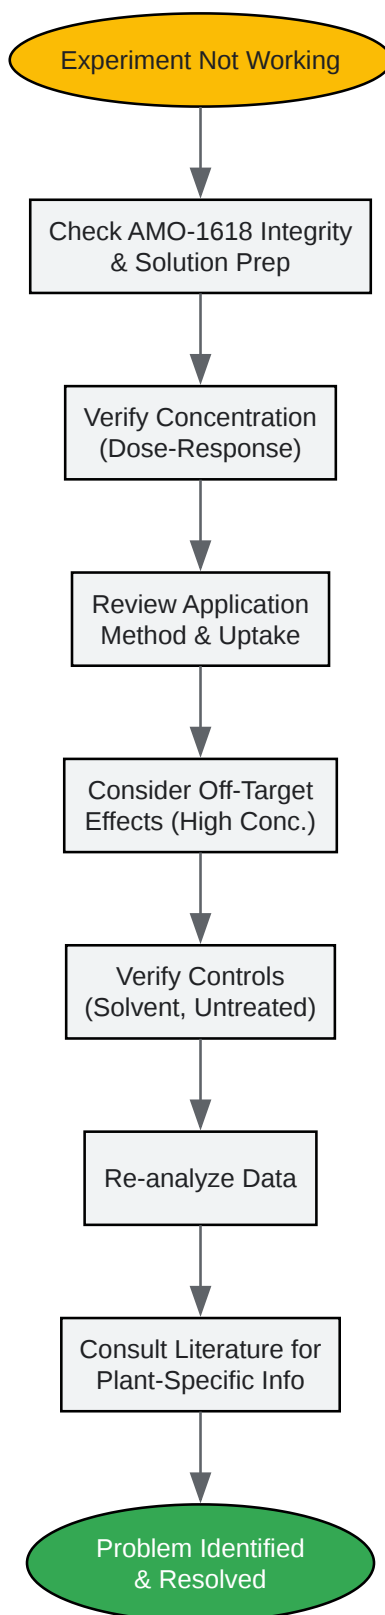 Experiment Not Working
Check AMO-1618 Integrity
& Solution Prep
Verify Concentration
(Dose-Response)
Review Application
Method & Uptake
Consider Off-Target
Effects (High Conc.)
Verify Controls
(Solvent, Untreated)
Re-analyze Data
Consult Literature for
Plant-Specific Info
Problem Identified
& Resolved